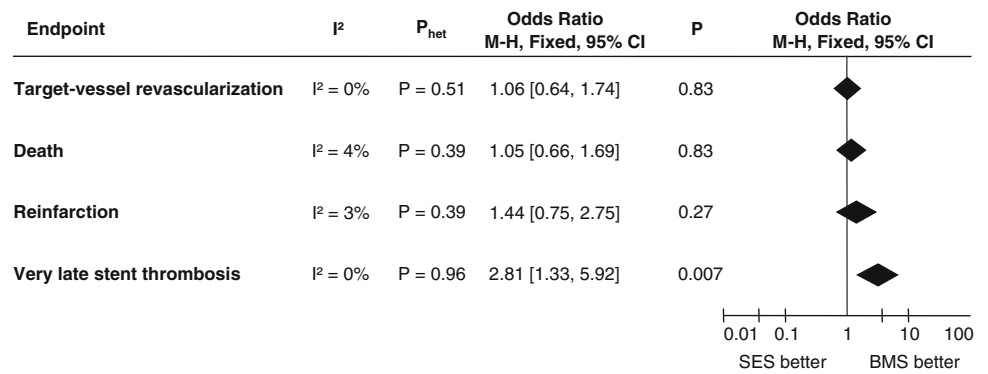 Endpoint I² Phet Odds Ratio M-H, Fixed, 95% CI P Odds Ratio M-H, Fixed, 95% CI
Target-vessel revascularization I² = 0% P = 0.51 1.06 [0.64, 1.74] 0.83
Death I² = 4% P = 0.39 1.05 [0.66, 1.69] 0.83
Reinfarction I² = 3% P = 0.39 1.44 [0.75, 2.75] 0.27
Very late stent thrombosis I² = 0% P = 0.96 2.81 [1.33, 5.92] 0.007
0.01 0.1 1 10 100
SES better BMS better